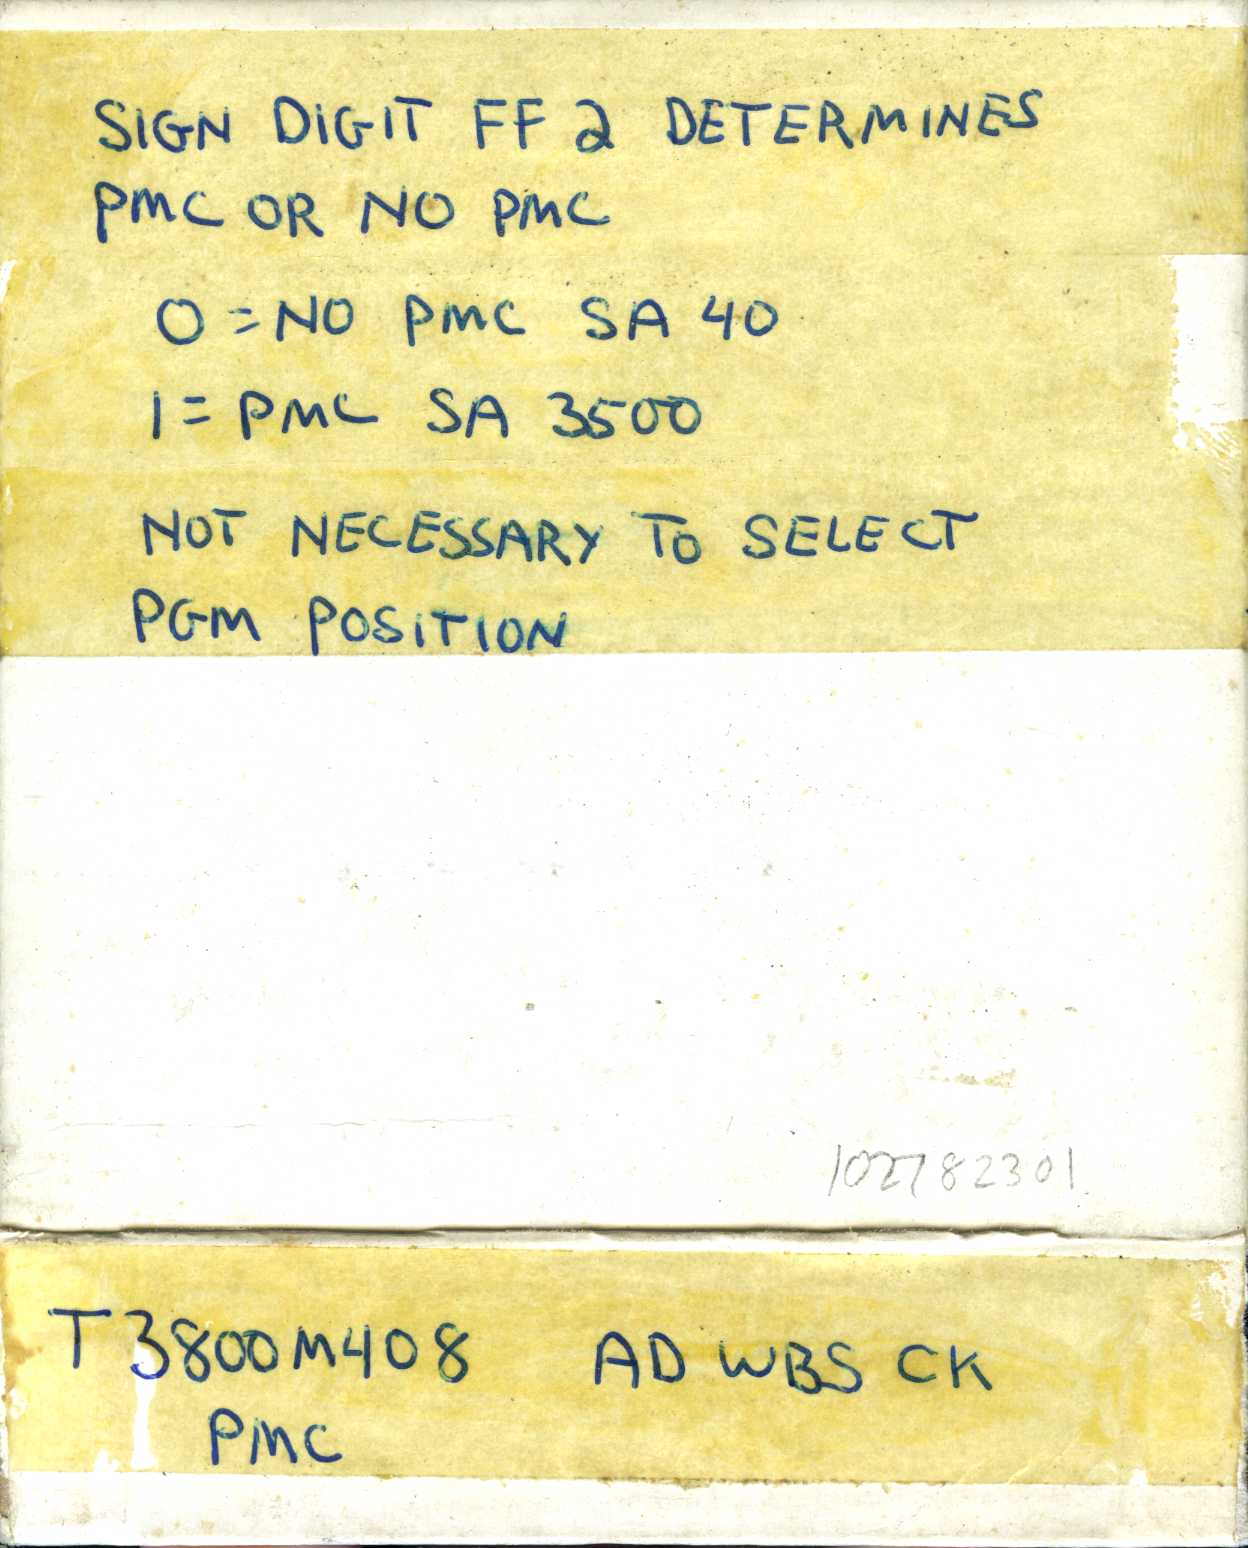 SIGN DIGIT FF 2 DETERMINES
PMC OR NO PMC
0 = NO PMC SA 40
1 = PMC SA 3500
NOT NECESSARY TO SELECT
PGM POSITION
102782301
T3800M408 AD WBS CK
PMC